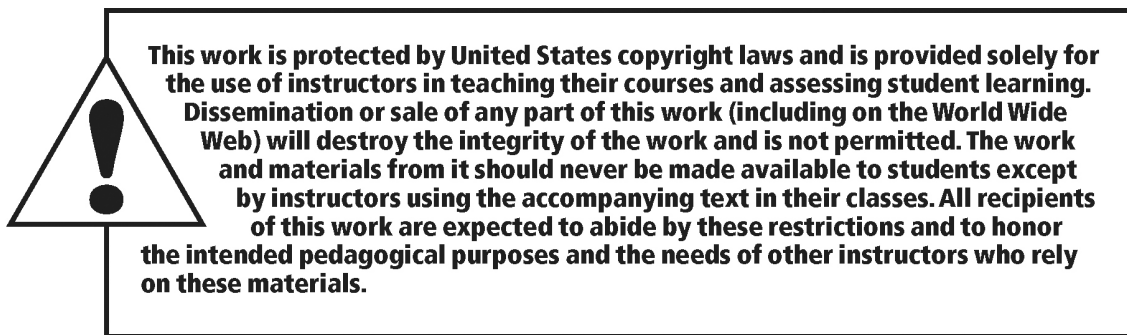 This work is protected by United States copyright laws and is provided solely for
the use of instructors in teaching their courses and assessing student learning.
Dissemination or sale of any part of this work (including on the World Wide
Web) will destroy the integrity of the work and is not permitted. The work
and materials from it should never be made available to students except
by instructors using the accompanying text in their classes. All recipients
of this work are expected to abide by these restrictions and to honor
the intended pedagogical purposes and the needs of other instructors who rely
on these materials.